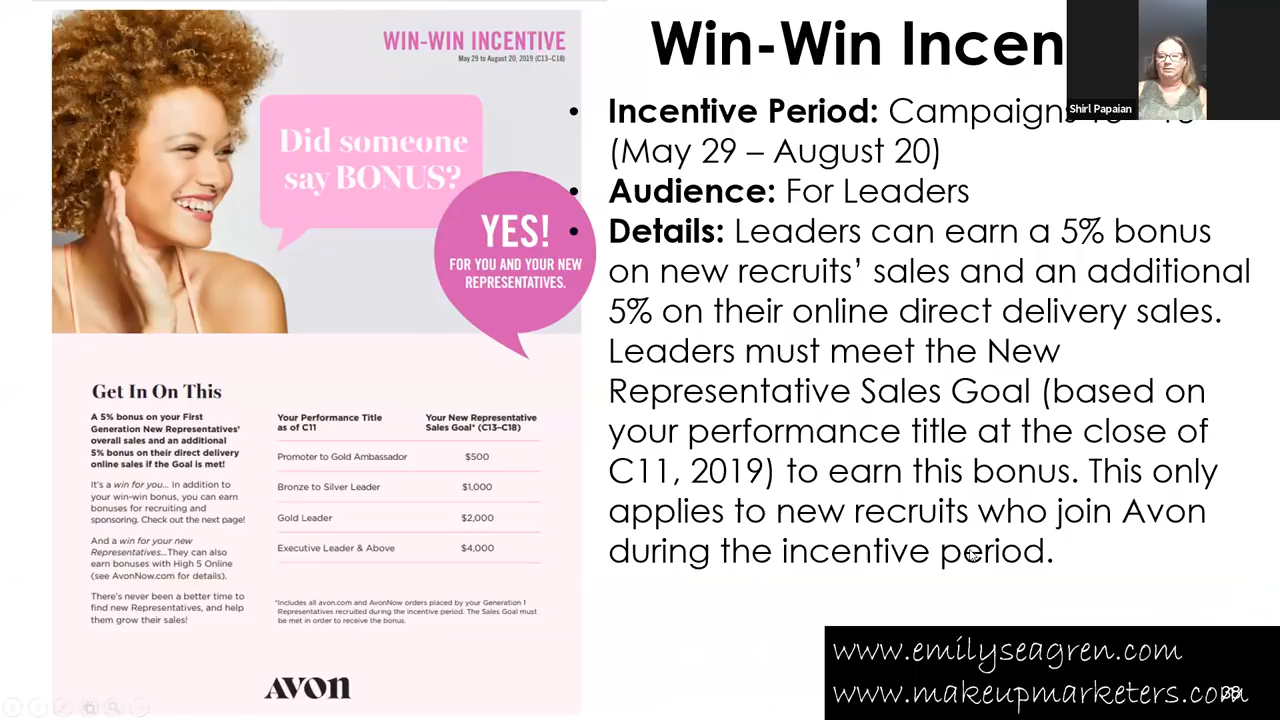 WIN-WIN INCENTIVE
May 29 to August 20, 2019 (C13–C18)
Did someone
say BONUS?
YES!
FOR YOU AND YOUR NEW
REPRESENTATIVES.
Get In On This
A 5% bonus on your First
Generation New Representatives’
overall sales and an additional
5% bonus on their direct delivery
online sales if the Goal is met!
It’s a win for you... In addition to
your win-win bonus, you can earn
bonuses for recruiting and
sponsoring. Check out the next page!
And a win for your new
Representatives...They can also
earn bonuses with High 5 Online
(see AvonNow.com for details).
There’s never been a better time to
find new Representatives, and help
them grow their sales!
Your Performance Title
as of C11
Your New Representative
Sales Goal* (C13–C18)
Promoter to Gold Ambassador $500
Bronze to Silver Leader $1,000
Gold Leader $2,000
Executive Leader & Above $4,000
*Includes all avon.com and AvonNow orders placed by your Generation 1
Representatives recruited during the incentive period. The Sales Goal must
be met in order to receive the bonus.
AVON
Win-Win Incen
Shirl Papaian
• Incentive Period: Campaigns
(May 29 – August 20)
• Audience: For Leaders
• Details: Leaders can earn a 5% bonus
on new recruits’ sales and an additional
5% on their online direct delivery sales.
Leaders must meet the New
Representative Sales Goal (based on
your performance title at the close of
C11, 2019) to earn this bonus. This only
applies to new recruits who join Avon
during the incentive period.
www.emilyseagren.com
www.makeupmarketers.com
39